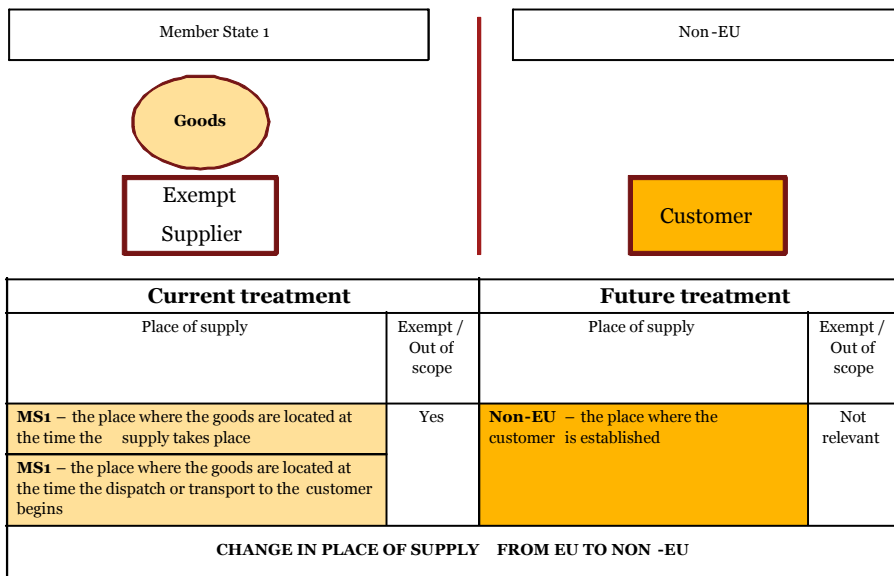 Member State 1
Non-EU
Goods
Exempt
Supplier
Customer
Current treatment
Future treatment
Place of supply
Exempt /
Out of
scope
Place of supply
Exempt /
Out of
scope
MS1 – the place where the goods are located at
the time the supply takes place
Yes
Non-EU – the place where the
customer is established
Not
relevant
MS1 – the place where the goods are located at
the time the dispatch or transport to the customer
begins
CHANGE IN PLACE OF SUPPLY FROM EU TO NON -EU